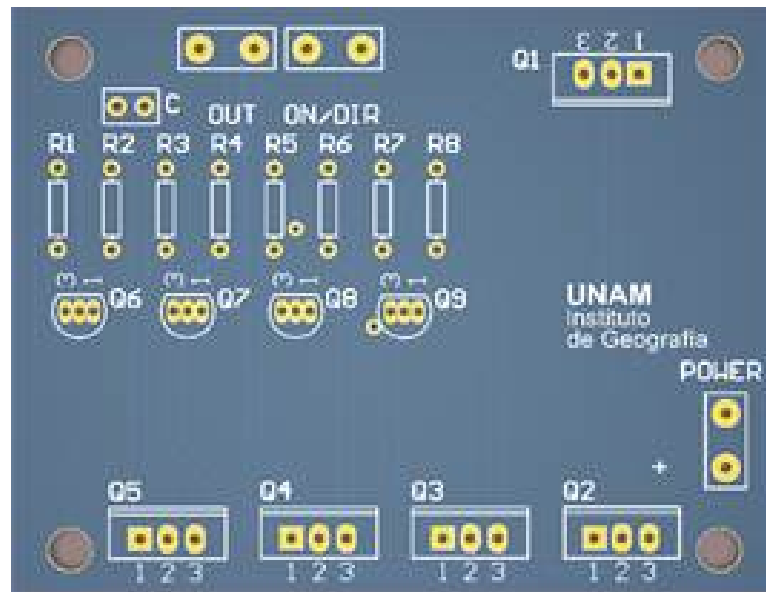 Q1
3 2 1
C
OUT ON/DIR
R1 R2 R3 R4 R5 R6 R7 R8
3 1 3 1 3 1 3 1
Q6 Q7 Q8 Q9
UNAM
Instituto
de Geografia
POWER
+
Q5 Q4 Q3 Q2
1 2 3 1 2 3 1 2 3 1 2 3